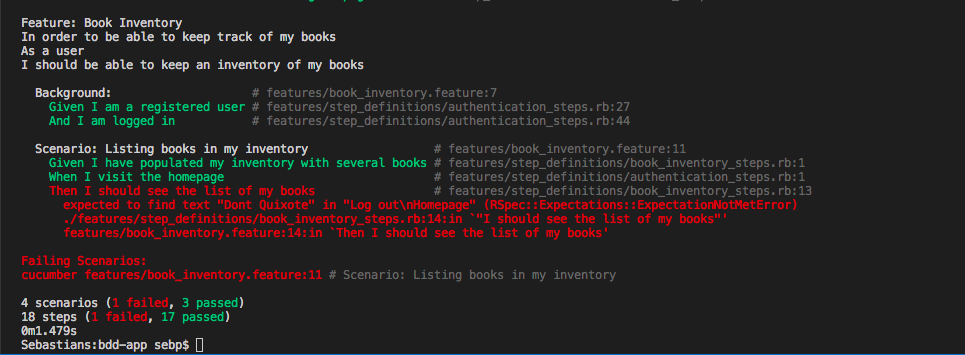 Feature: Book Inventory
In order to be able to keep track of my books
As a user
I should be able to keep an inventory of my books
Background: # features/book_inventory.feature:7
Given I am a registered user # features/step_definitions/authentication_steps.rb:27
And I am logged in # features/step_definitions/authentication_steps.rb:44
Scenario: Listing books in my inventory # features/book_inventory.feature:11
Given I have populated my inventory with several books # features/step_definitions/book_inventory_steps.rb:1
When I visit the homepage # features/step_definitions/authentication_steps.rb:1
Then I should see the list of my books # features/step_definitions/book_inventory_steps.rb:13
expected to find text "Dont Quixote" in "Log out\nHomepage" (RSpec::Expectations::ExpectationNotMetError)
./features/step_definitions/book_inventory_steps.rb:14:in `"I should see the list of my books"'
features/book_inventory.feature:14:in `Then I should see the list of my books'
Failing Scenarios:
cucumber features/book_inventory.feature:11 # Scenario: Listing books in my inventory
4 scenarios (1 failed, 3 passed)
18 steps (1 failed, 17 passed)
0m1.479s
Sebastians:bdd-app sebp$